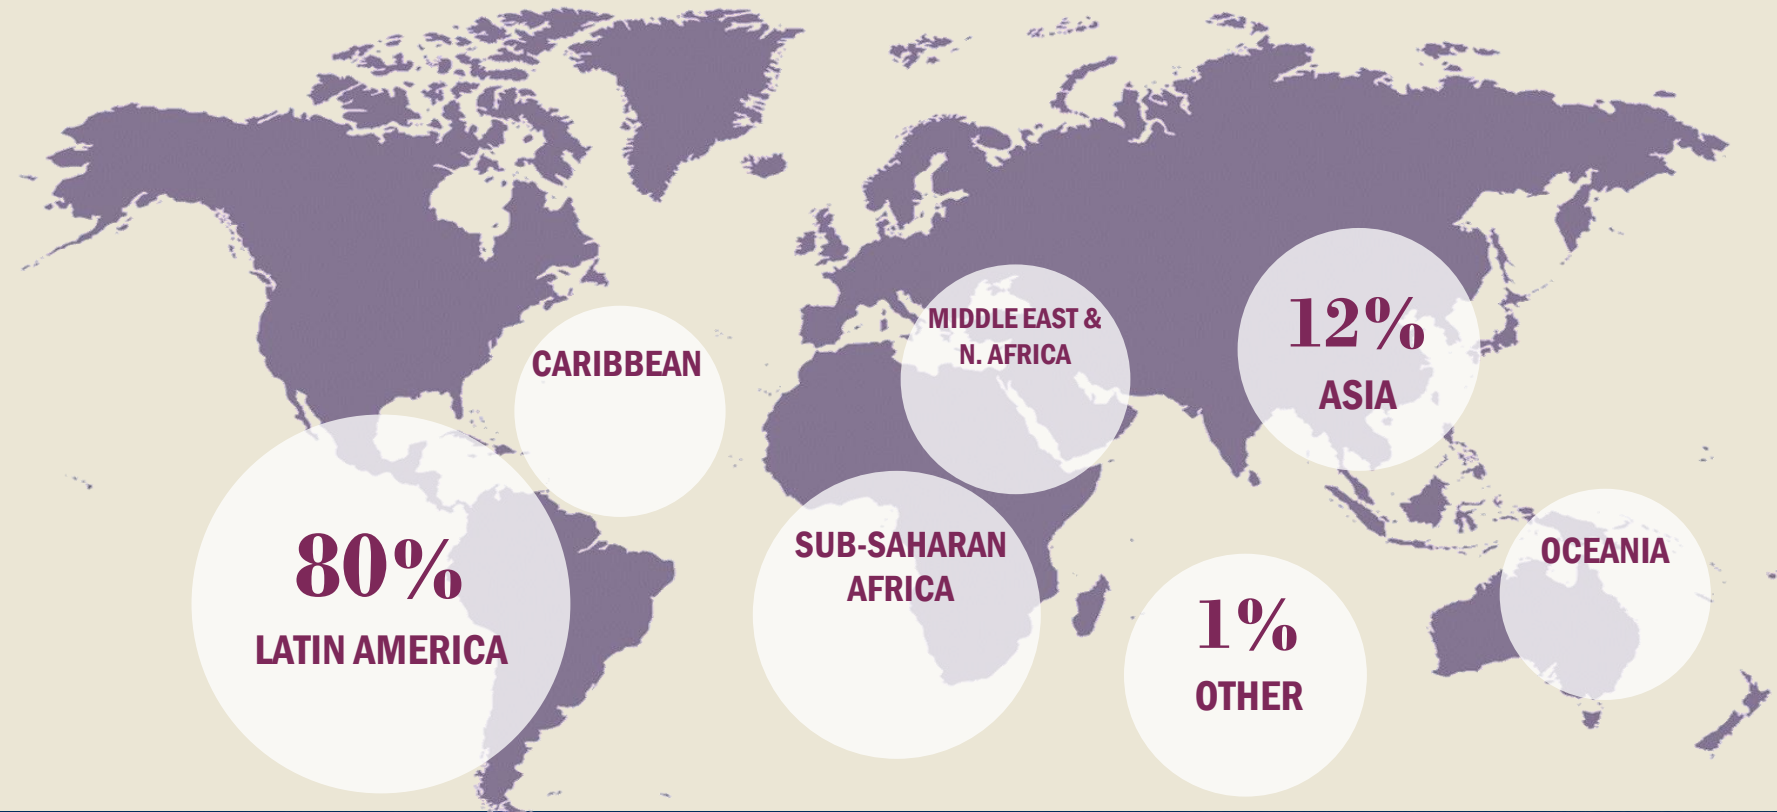 MIDDLE EAST &
N. AFRICA
12%
ASIA
CARIBBEAN
80%
LATIN AMERICA
SUB-SAHARAN
AFRICA
OCEANIA
1%
OTHER